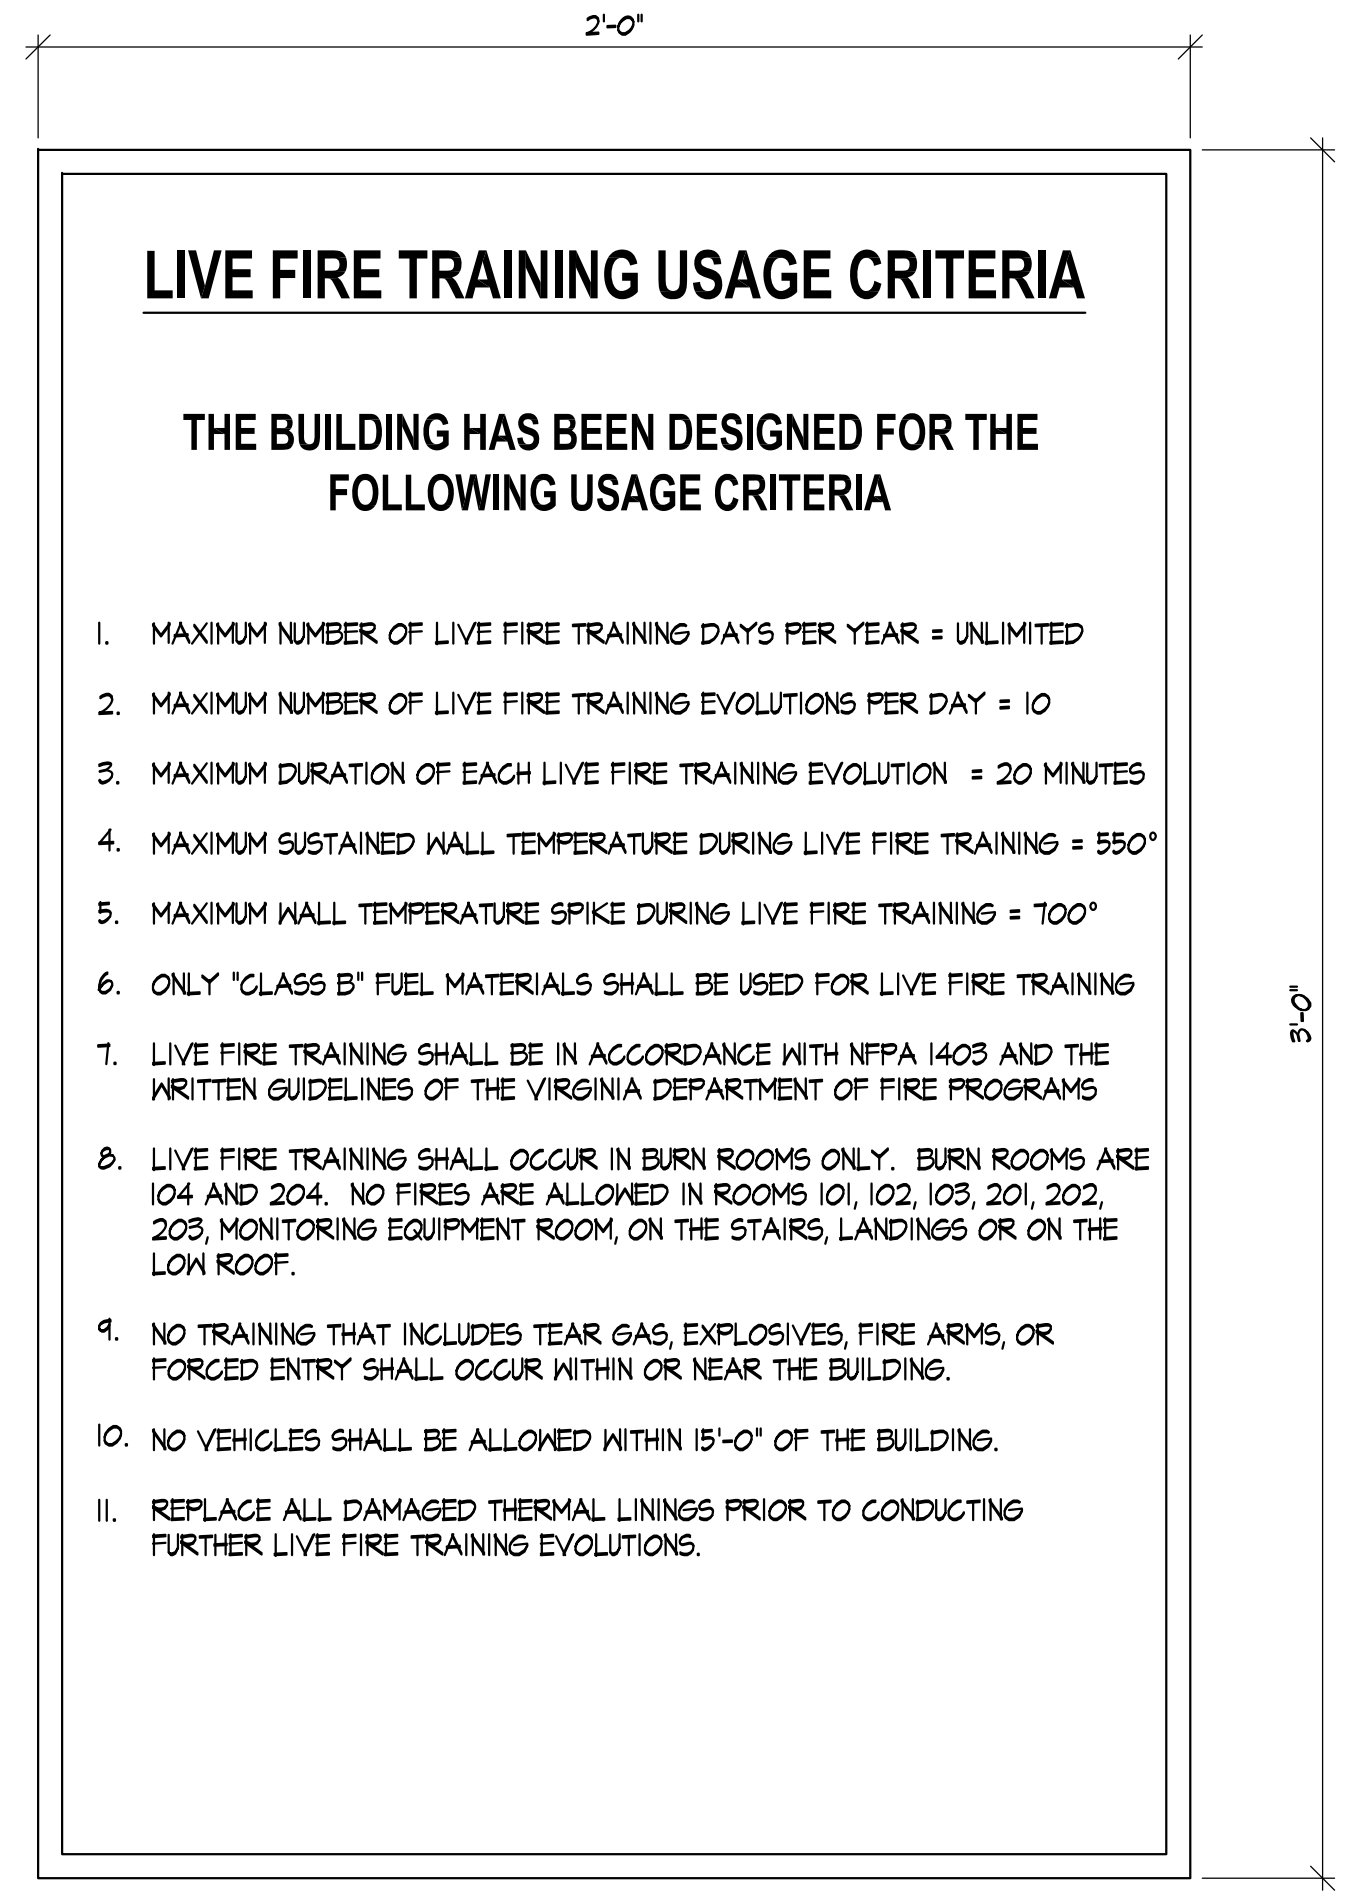 2'-0"
LIVE FIRE TRAINING USAGE CRITERIA
THE BUILDING HAS BEEN DESIGNED FOR THE
FOLLOWING USAGE CRITERIA
1. MAXIMUM NUMBER OF LIVE FIRE TRAINING DAYS PER YEAR = UNLIMITED
2. MAXIMUM NUMBER OF LIVE FIRE TRAINING EVOLUTIONS PER DAY = 10
3. MAXIMUM DURATION OF EACH LIVE FIRE TRAINING EVOLUTION = 20 MINUTES
4. MAXIMUM SUSTAINED WALL TEMPERATURE DURING LIVE FIRE TRAINING = 550°
5. MAXIMUM WALL TEMPERATURE SPIKE DURING LIVE FIRE TRAINING = 700°
6. ONLY "CLASS B" FUEL MATERIALS SHALL BE USED FOR LIVE FIRE TRAINING
3'-0"
7. LIVE FIRE TRAINING SHALL BE IN ACCORDANCE WITH NFPA 1403 AND THE
WRITTEN GUIDELINES OF THE VIRGINIA DEPARTMENT OF FIRE PROGRAMS
8. LIVE FIRE TRAINING SHALL OCCUR IN BURN ROOMS ONLY. BURN ROOMS ARE
104 AND 204. NO FIRES ARE ALLOWED IN ROOMS 101, 102, 103, 201, 202,
203, MONITORING EQUIPMENT ROOM, ON THE STAIRS, LANDINGS OR ON THE
LOW ROOF.
9. NO TRAINING THAT INCLUDES TEAR GAS, EXPLOSIVES, FIRE ARMS, OR
FORCED ENTRY SHALL OCCUR WITHIN OR NEAR THE BUILDING.
10. NO VEHICLES SHALL BE ALLOWED WITHIN 15'-0" OF THE BUILDING.
11. REPLACE ALL DAMAGED THERMAL LININGS PRIOR TO CONDUCTING
FURTHER LIVE FIRE TRAINING EVOLUTIONS.